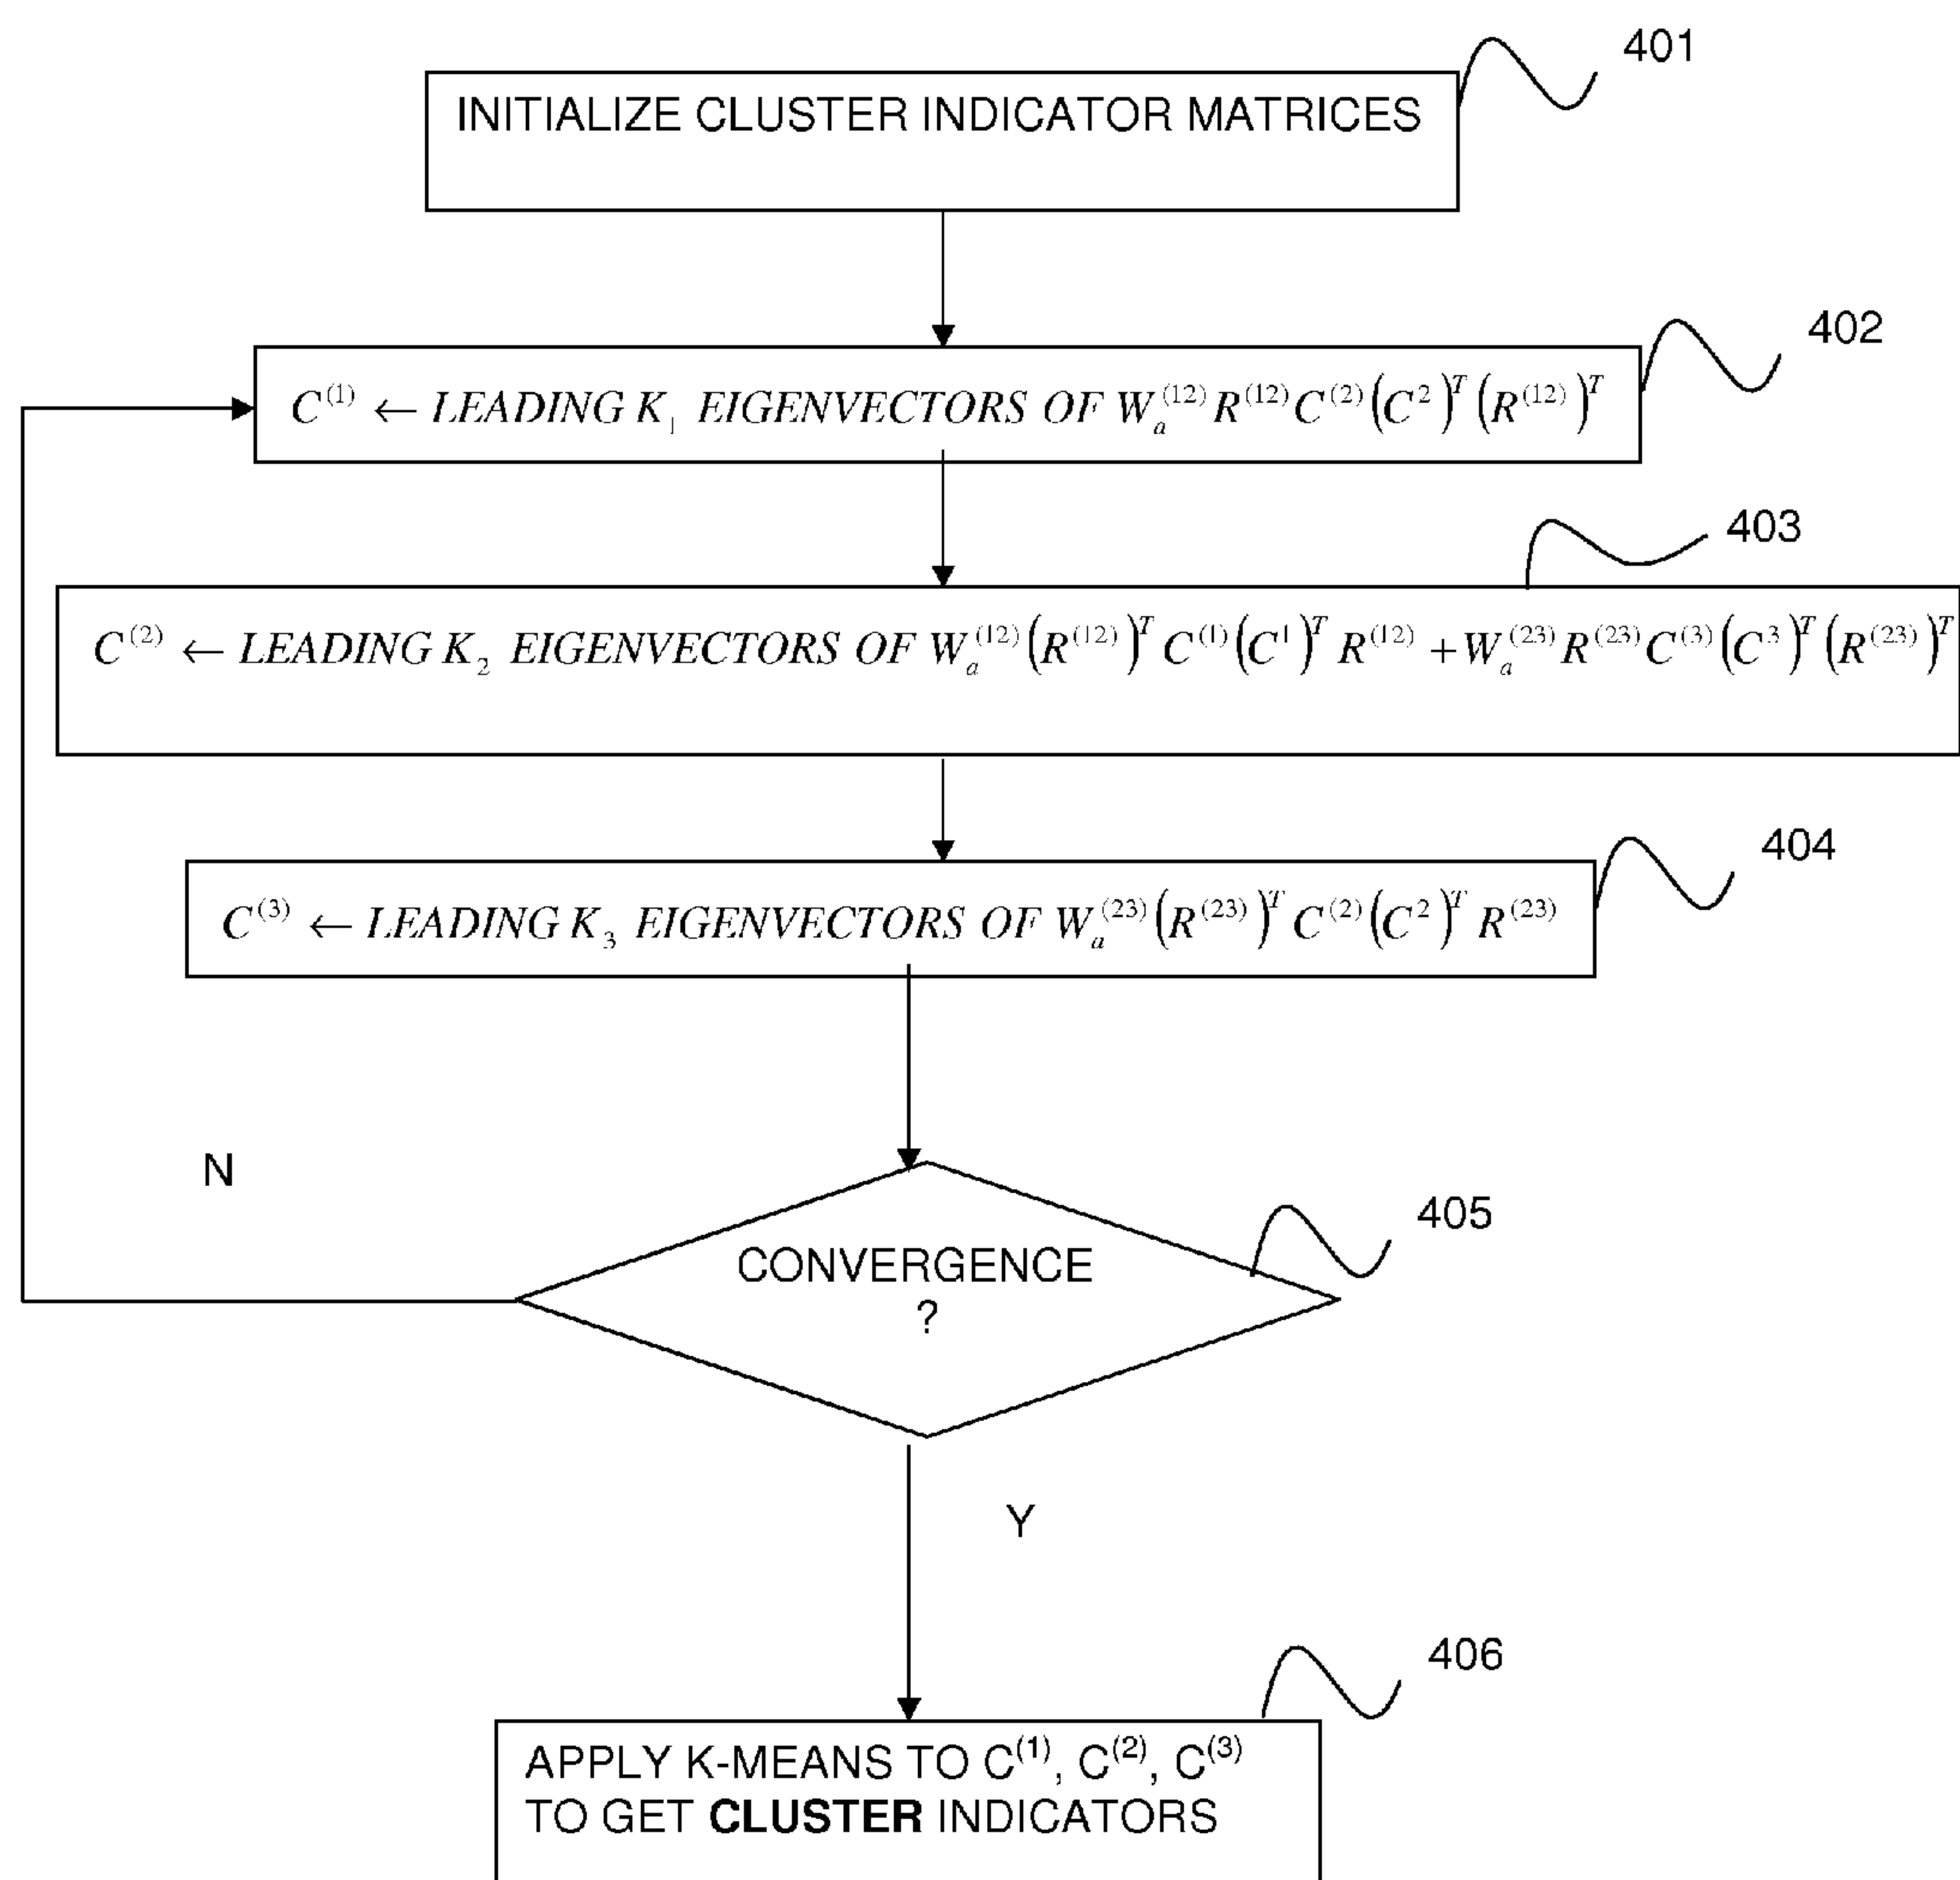 401
INITIALIZE CLUSTER INDICATOR MATRICES
402
C^{(1)} ← LEADING K_1 EIGENVECTORS OF W_a^{(12)} R^{(12)} C^{(2)} (C^2)^T (R^{(12)})^T
403
C^{(2)} ← LEADING K_2 EIGENVECTORS OF W_a^{(12)} (R^{(12)})^T C^{(1)} (C^1)^T R^{(12)} + W_a^{(23)} R^{(23)} C^{(3)} (C^3)^T (R^{(23)})^T
404
C^{(3)} ← LEADING K_3 EIGENVECTORS OF W_a^{(23)} (R^{(23)})^T C^{(2)} (C^2)^T R^{(23)}
N
405
CONVERGENCE
?
Y
406
APPLY K-MEANS TO C^{(1)}, C^{(2)}, C^{(3)}
TO GET CLUSTER INDICATORS